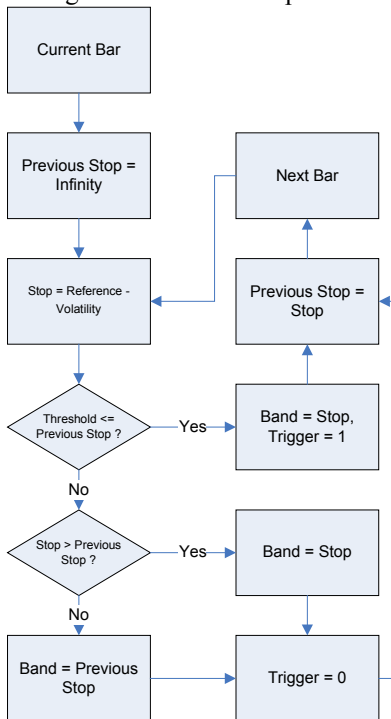 Current Bar
Previous Stop =
Infinity
Next Bar
Stop = Reference -
Volatility
Previous Stop =
Stop
Threshold <=
Previous Stop ?
Yes
Band = Stop,
Trigger = 1
No
Stop > Previous
Stop ?
Yes
Band = Stop
No
Band = Previous
Stop
Trigger = 0